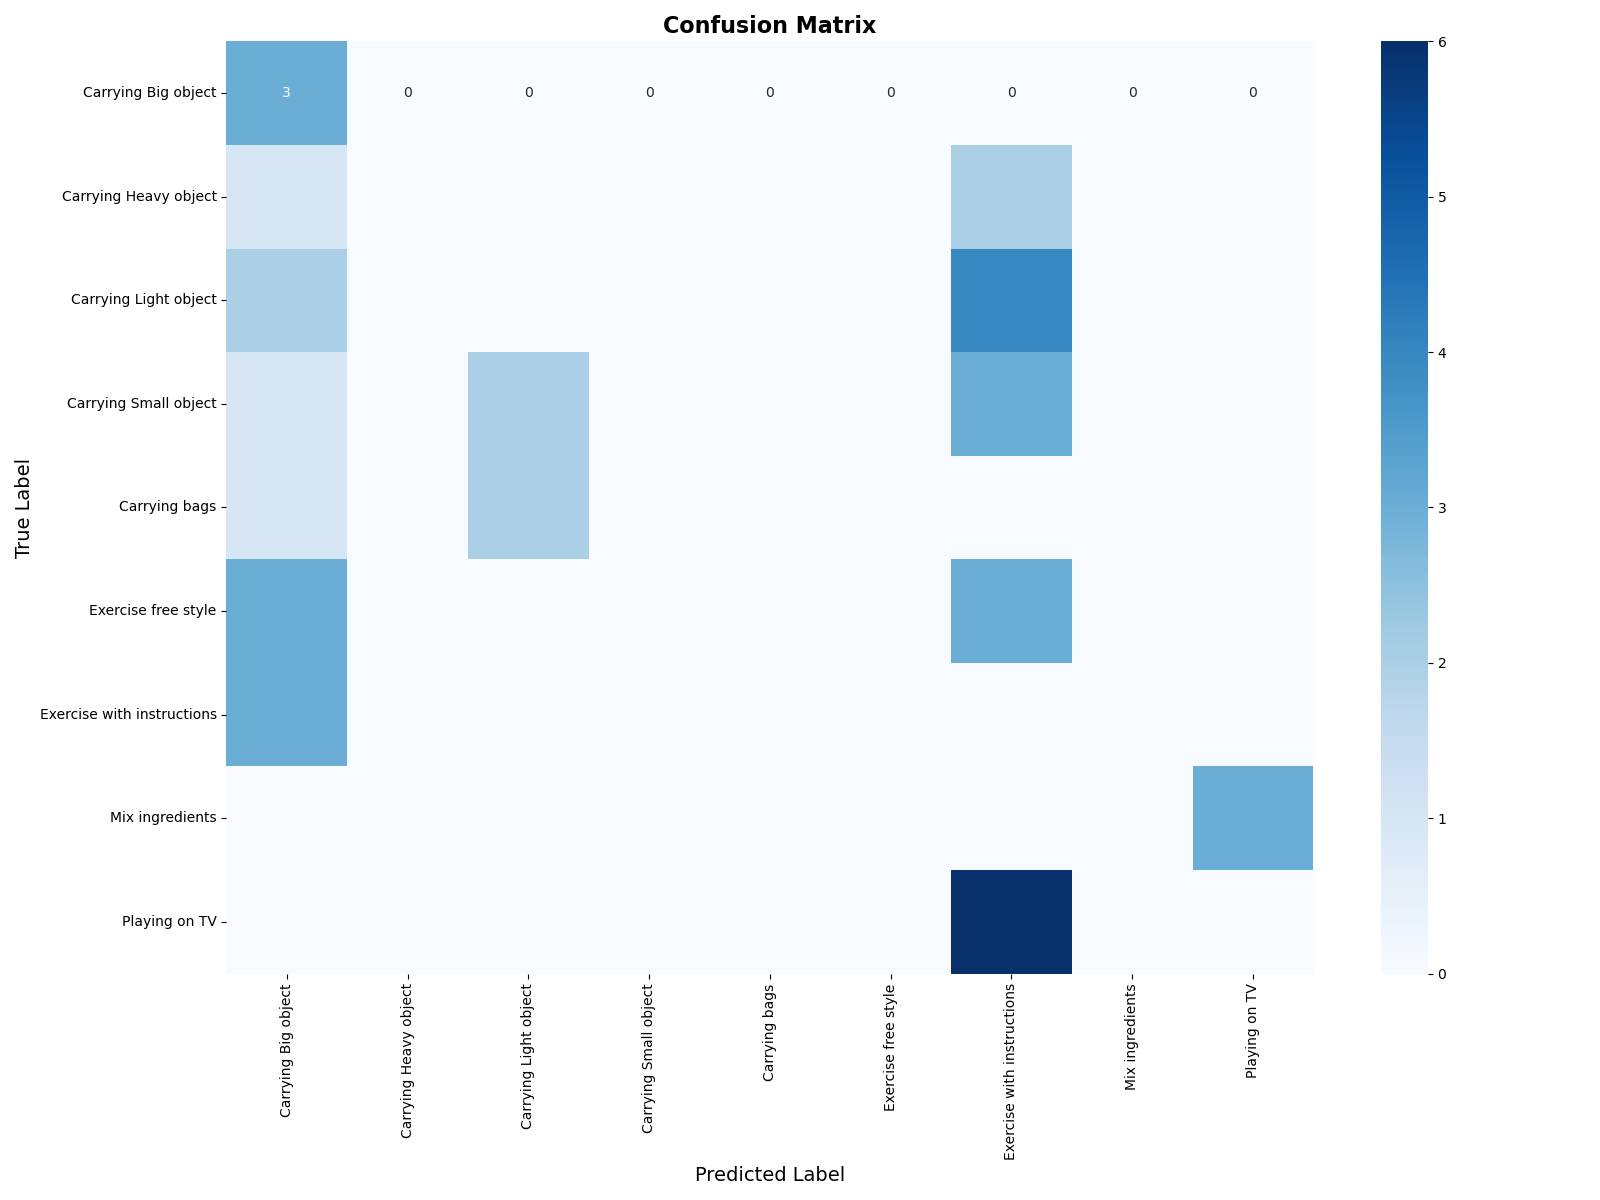 Confusion Matrix
Carrying Big object
3 0 0 0 0 0 0 0 0
Carrying Heavy object
Carrying Light object
Carrying Small object
Carrying bags
Exercise free style
Exercise with instructions
Mix ingredients
Playing on TV
True Label
Carrying Big object
Carrying Heavy object
Carrying Light object
Carrying Small object
Carrying bags
Exercise free style
Exercise with instructions
Mix ingredients
Playing on TV
Predicted Label
6
5
4
3
2
1
0